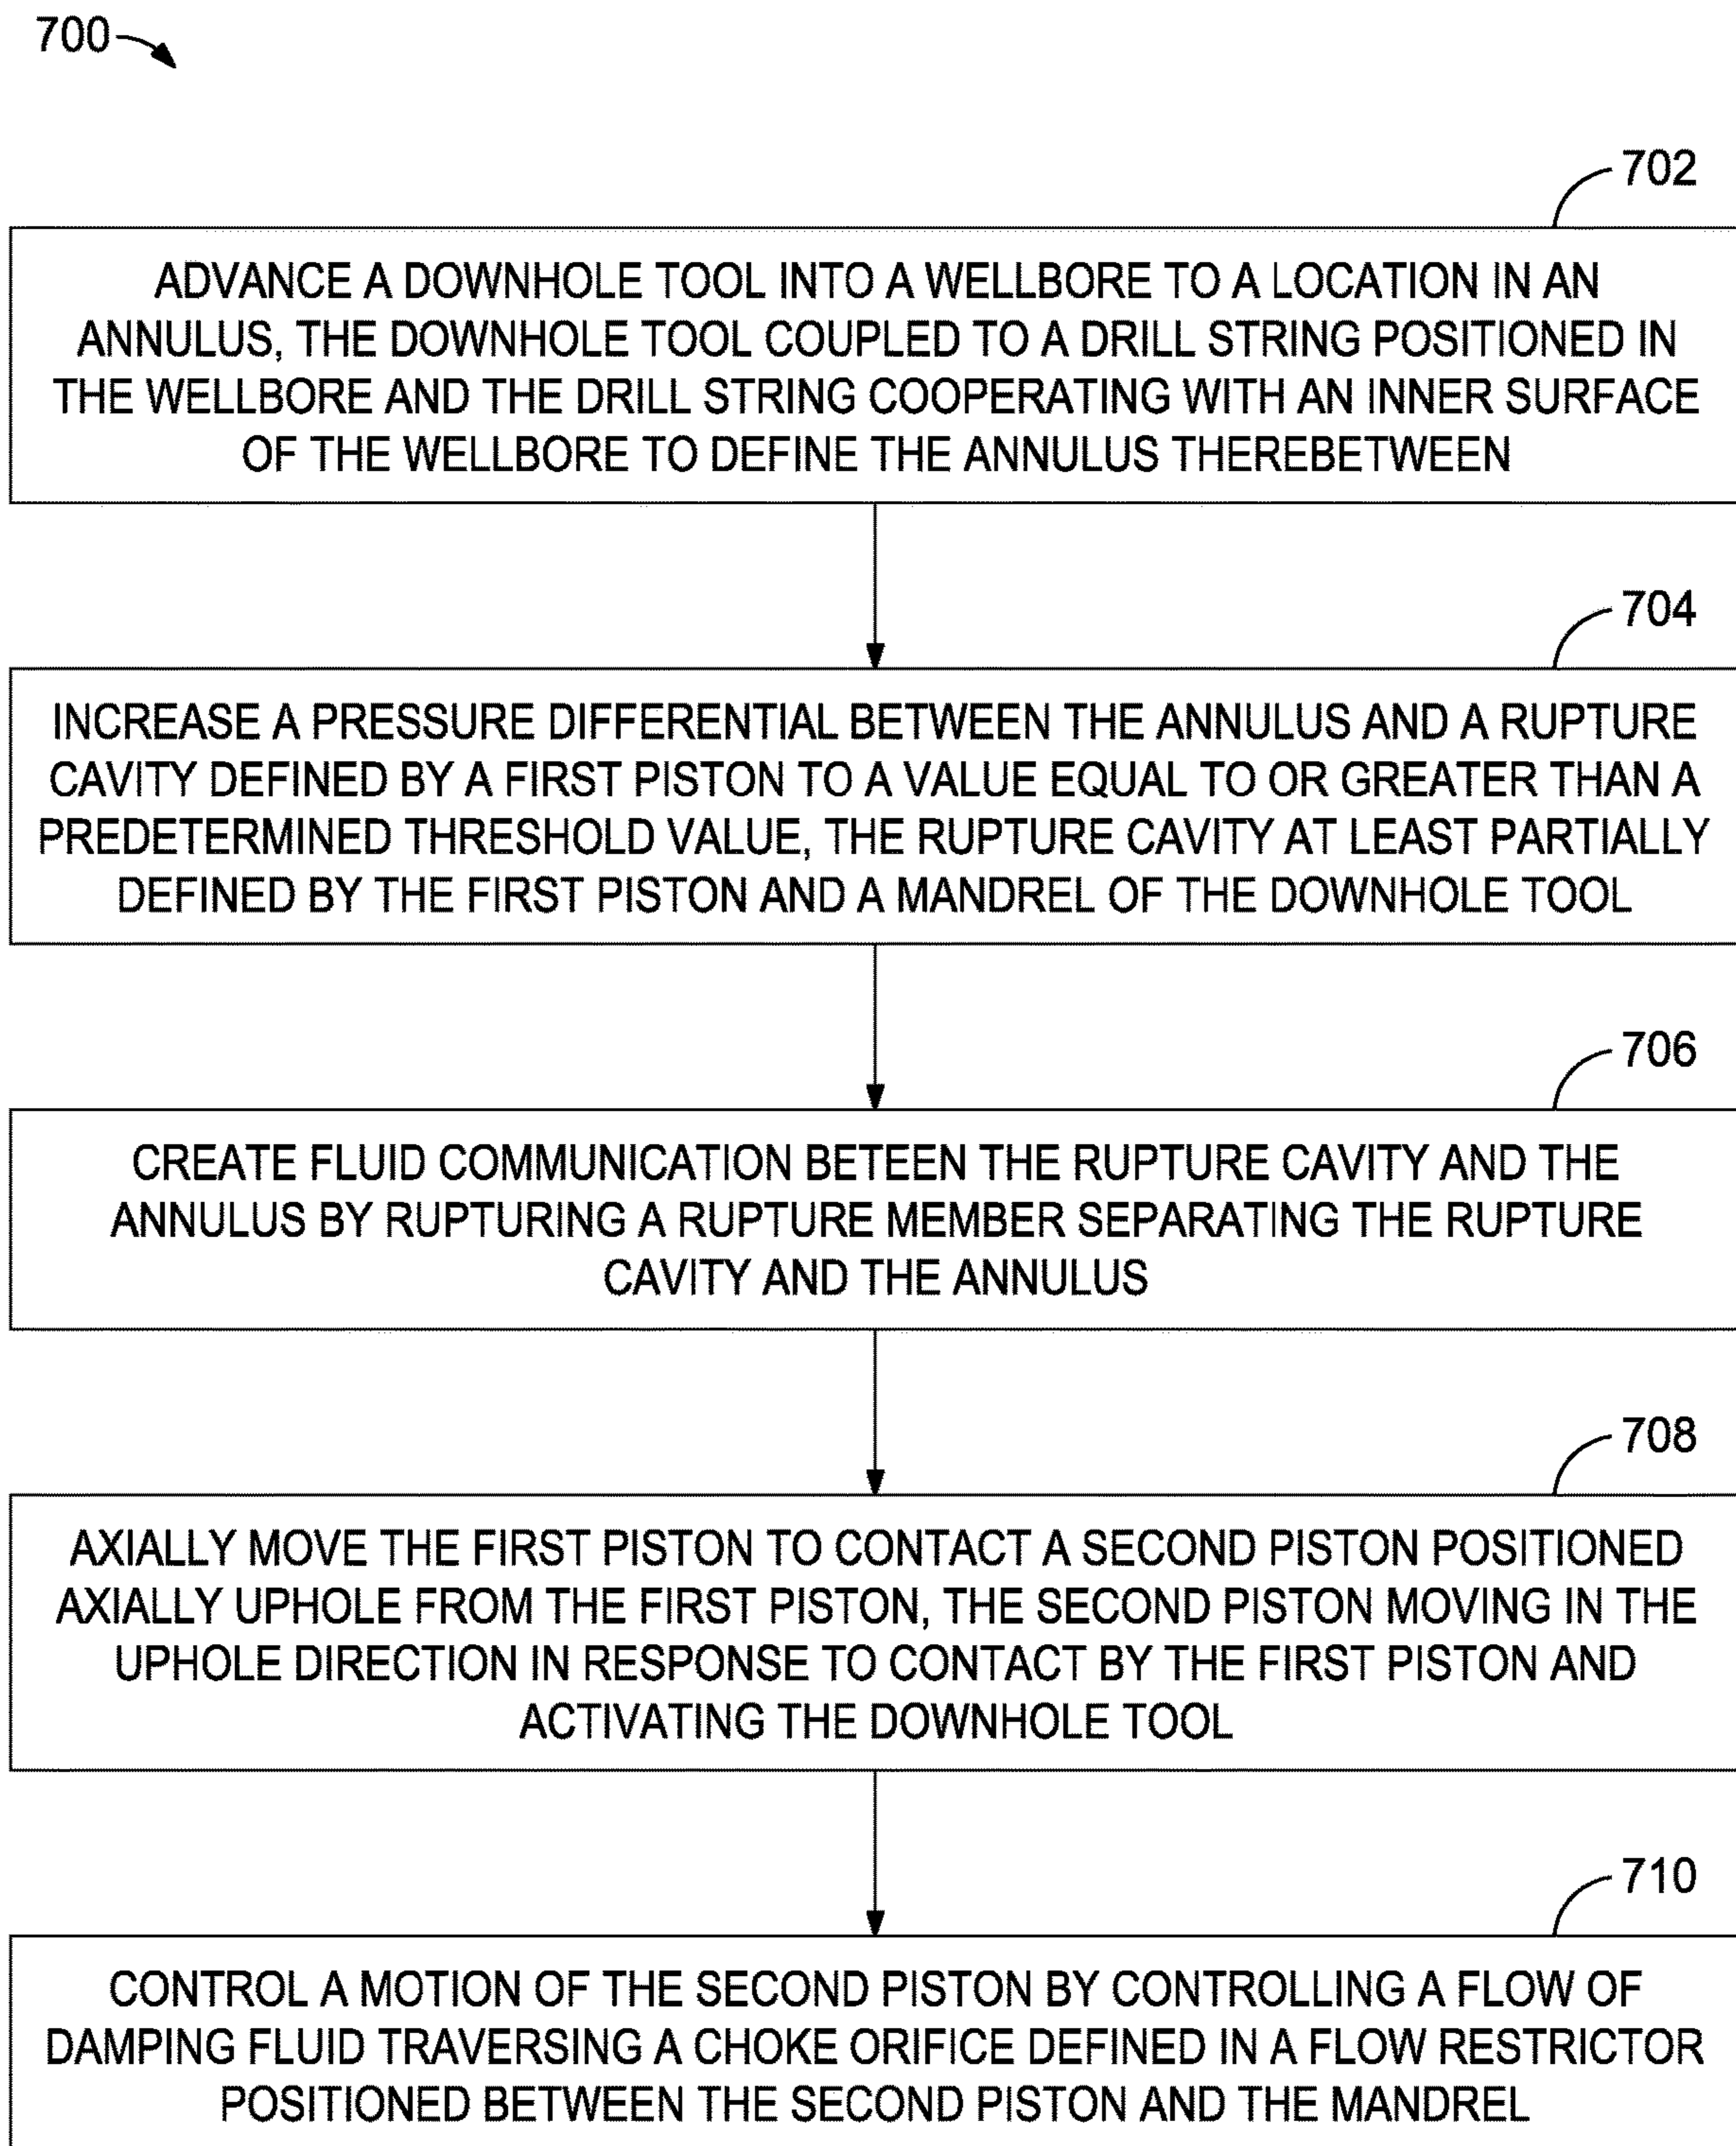 700
702
ADVANCE A DOWNHOLE TOOL INTO A WELLBORE TO A LOCATION IN AN
ANNULUS, THE DOWNHOLE TOOL COUPLED TO A DRILL STRING POSITIONED IN
THE WELLBORE AND THE DRILL STRING COOPERATING WITH AN INNER SURFACE
OF THE WELLBORE TO DEFINE THE ANNULUS THEREBETWEEN
704
INCREASE A PRESSURE DIFFERENTIAL BETWEEN THE ANNULUS AND A RUPTURE
CAVITY DEFINED BY A FIRST PISTON TO A VALUE EQUAL TO OR GREATER THAN A
PREDETERMINED THRESHOLD VALUE, THE RUPTURE CAVITY AT LEAST PARTIALLY
DEFINED BY THE FIRST PISTON AND A MANDREL OF THE DOWNHOLE TOOL
706
CREATE FLUID COMMUNICATION BETEEN THE RUPTURE CAVITY AND THE
ANNULUS BY RUPTURING A RUPTURE MEMBER SEPARATING THE RUPTURE
CAVITY AND THE ANNULUS
708
AXIALLY MOVE THE FIRST PISTON TO CONTACT A SECOND PISTON POSITIONED
AXIALLY UPHOLE FROM THE FIRST PISTON, THE SECOND PISTON MOVING IN THE
UPHOLE DIRECTION IN RESPONSE TO CONTACT BY THE FIRST PISTON AND
ACTIVATING THE DOWNHOLE TOOL
710
CONTROL A MOTION OF THE SECOND PISTON BY CONTROLLING A FLOW OF
DAMPING FLUID TRAVERSING A CHOKE ORIFICE DEFINED IN A FLOW RESTRICTOR
POSITIONED BETWEEN THE SECOND PISTON AND THE MANDREL